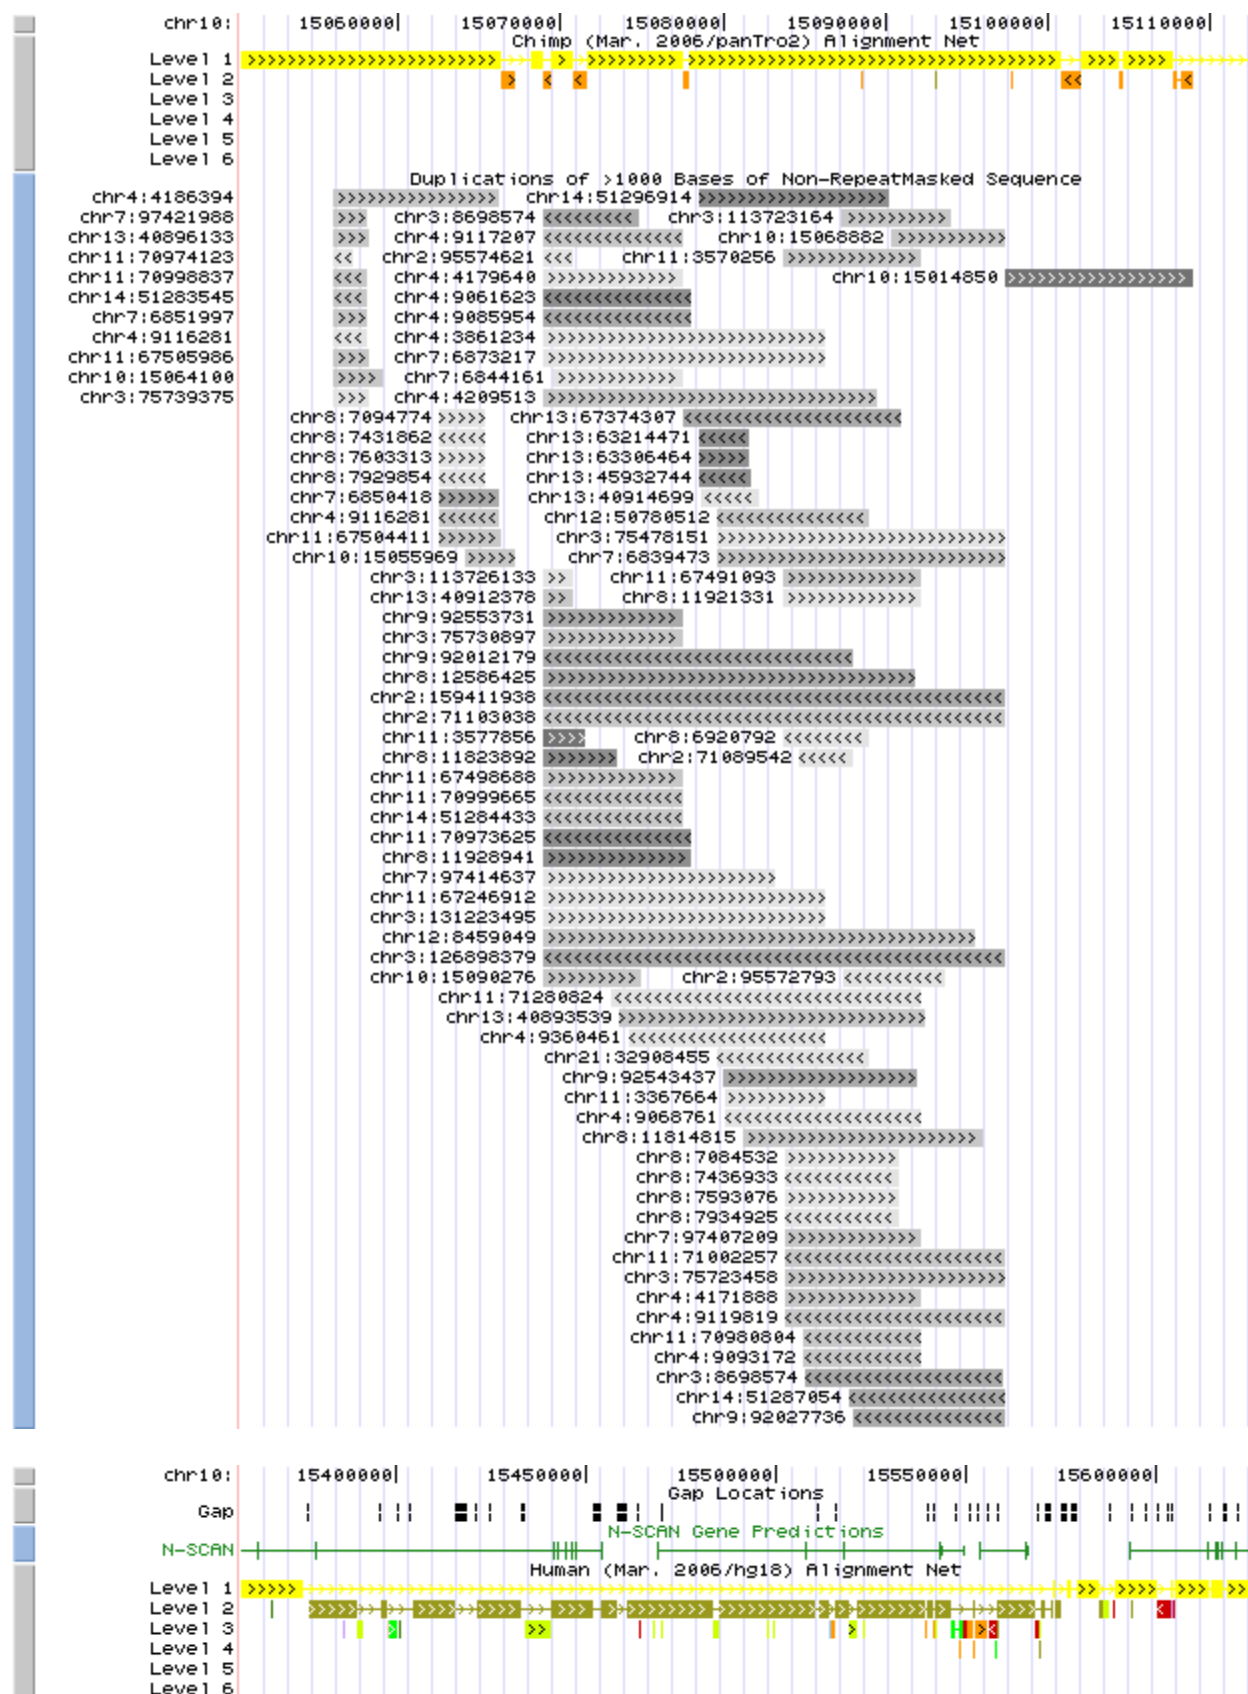 chr10: 15060000| 15070000| 15080000| 15090000| 15100000| 15110000|
Chimp (Mar. 2006/panTro2) Alignment Net
Level 1
Level 2
Level 3
Level 4
Level 5
Level 6
Duplications of >1000 Bases of Non-RepeatMasked Sequence
chr4:4186394 chr14:51296914
chr7:97421988 chr3:8698574 chr3:113723164
chr13:40896133 chr4:9117207 chr10:15068882
chr11:70974123 chr2:95574621 chr11:3570256
chr11:70998837 chr4:4179640 chr10:15014850
chr14:51283545 chr4:9061623
chr7:6851997 chr4:9085954
chr4:9116281 chr4:3861234
chr11:67505986 chr7:6873217
chr10:15064100 chr7:6844161
chr3:75739375 chr4:4209513
chr8:7094774 chr13:67374307
chr8:7431862 chr13:63214471
chr8:7603313 chr13:63306464
chr8:7929854 chr13:45932744
chr7:6850418 chr13:40914699
chr4:9116281 chr12:50780512
chr11:67504411 chr3:75478151
chr10:15055969 chr7:6839473
chr3:113726133 chr11:67491093
chr13:40912378 chr8:11921331
chr9:92553731
chr3:75730897
chr9:92012179
chr8:12586425
chr2:159411938
chr2:71103038
chr11:3577856 chr8:6920792
chr8:11823892 chr2:71089542
chr11:67498688
chr11:70999665
chr14:51284433
chr11:70973625
chr8:11928941
chr7:97414637
chr11:67246912
chr3:131223495
chr12:8459049
chr3:126898379
chr10:15090276 chr2:95572793
chr11:71280824
chr13:40893539
chr4:9360461
chr21:32908455
chr9:92543437
chr11:3367664
chr4:9068761
chr8:11814815
chr8:7084532
chr8:7436933
chr8:7593076
chr8:7934925
chr7:97407209
chr11:71002257
chr3:75723458
chr4:4171888
chr4:9119819
chr11:70980804
chr4:9093172
chr3:8698574
chr14:51287054
chr9:92027736
chr10: 15400000| 15450000| 15500000| 15550000| 15600000|
Gap Locations
Gap
N-SCAN Gene Predictions
N-SCAN
Human (Mar. 2006/hg18) Alignment Net
Level 1
Level 2
Level 3
Level 4
Level 5
Level 6